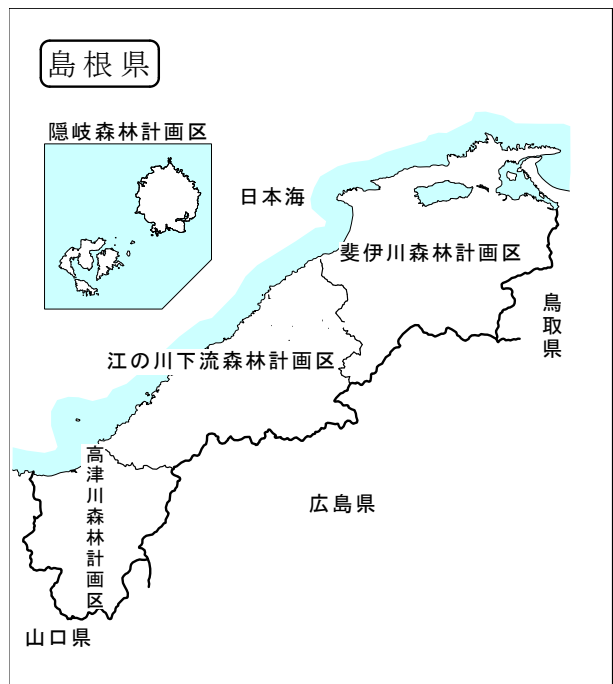 島根県
隠岐森林計画区
日本海
斐伊川森林計画区
鳥取県
江の川下流森林計画区
高津川森林計画区
広島県
山口県